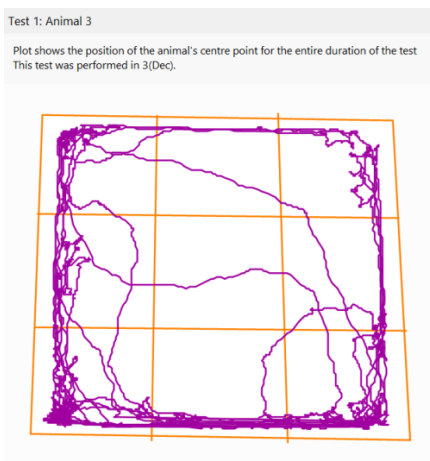 Test 1: Animal 3
Plot shows the position of the animal's centre point for the entire duration of the test
This test was performed in 3(Dec).